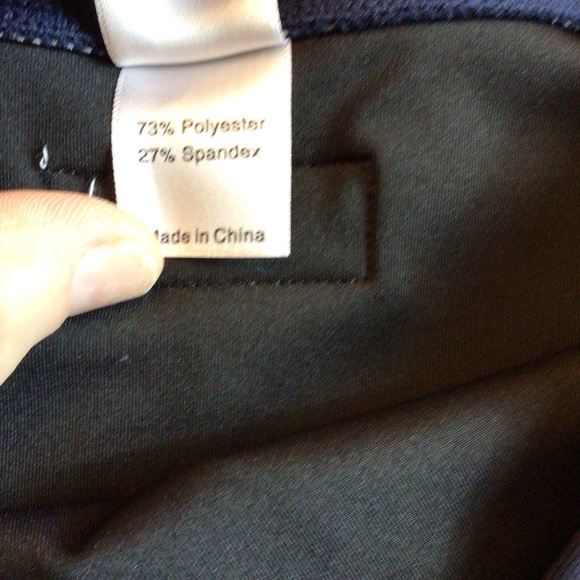 73% Polyester
27% Spandex
Made in China